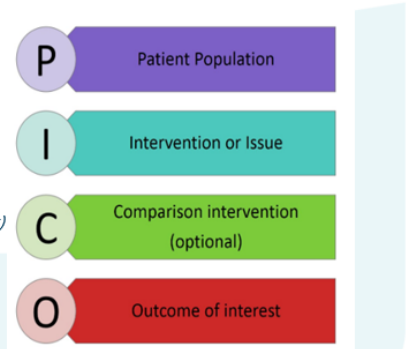 P
Patient Population
I
Intervention or Issue
C
Comparison intervention
(optional)
O
Outcome of interest